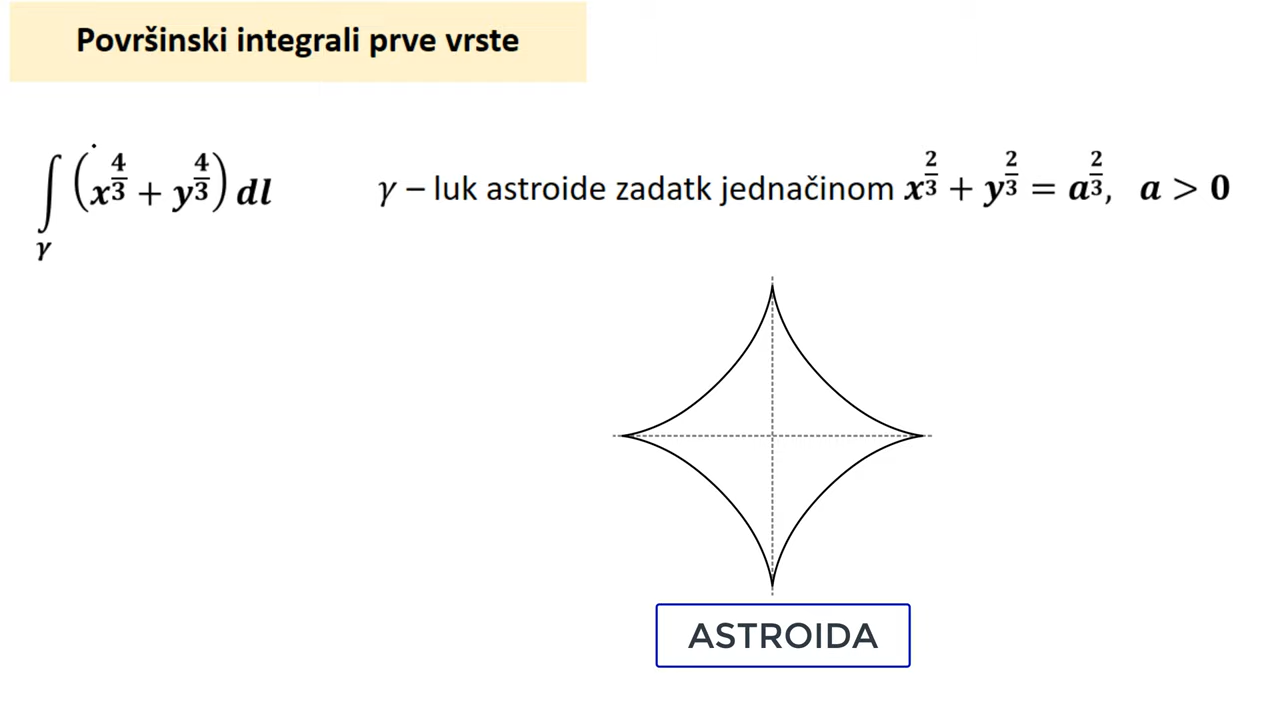 Površinski integrali prve vrste
∫_γ (x^{4/3} + y^{4/3}) dl γ – luk astroide zadatk jednačinom x^{2/3} + y^{2/3} = a^{2/3}, a > 0
ASTROIDA